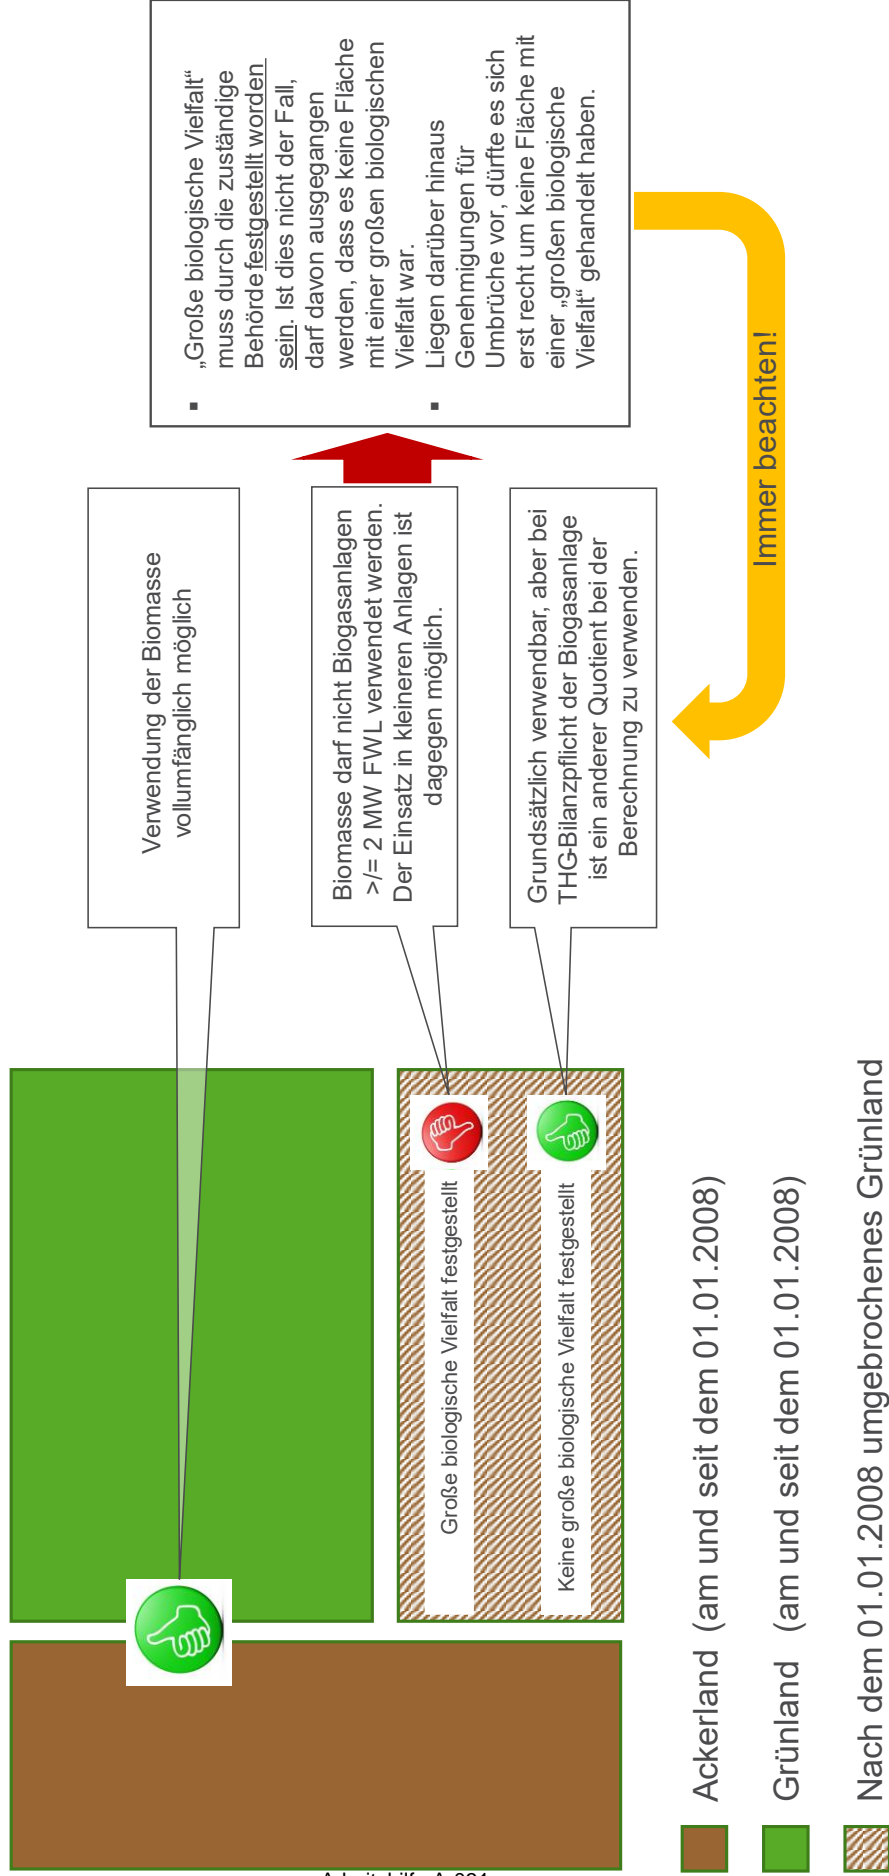 Verwendung der Biomasse
vollumfänglich möglich
Große biologische Vielfalt festgestellt
Biomasse darf nicht Biogasanlagen
>/= 2 MW FWL verwendet werden.
Der Einsatz in kleineren Anlagen ist
dagegen möglich.
Keine große biologische Vielfalt festgestellt
Grundsätzlich verwendbar, aber bei
THG-Bilanzpflicht der Biogasanlage
ist ein anderer Quotient bei der
Berechnung zu verwenden.
▪ „Große biologische Vielfalt“
muss durch die zuständige
Behörde festgestellt worden
sein. Ist dies nicht der Fall,
darf davon ausgegangen
werden, dass es keine Fläche
mit einer großen biologischen
Vielfalt war.
▪ Liegen darüber hinaus
Genehmigungen für
Umbrüche vor, dürfte es sich
erst recht um keine Fläche mit
einer „großen biologische
Vielfalt“ gehandelt haben.
Immer beachten!
Ackerland (am und seit dem 01.01.2008)
Grünland (am und seit dem 01.01.2008)
Nach dem 01.01.2008 umgebrochenes Grünland